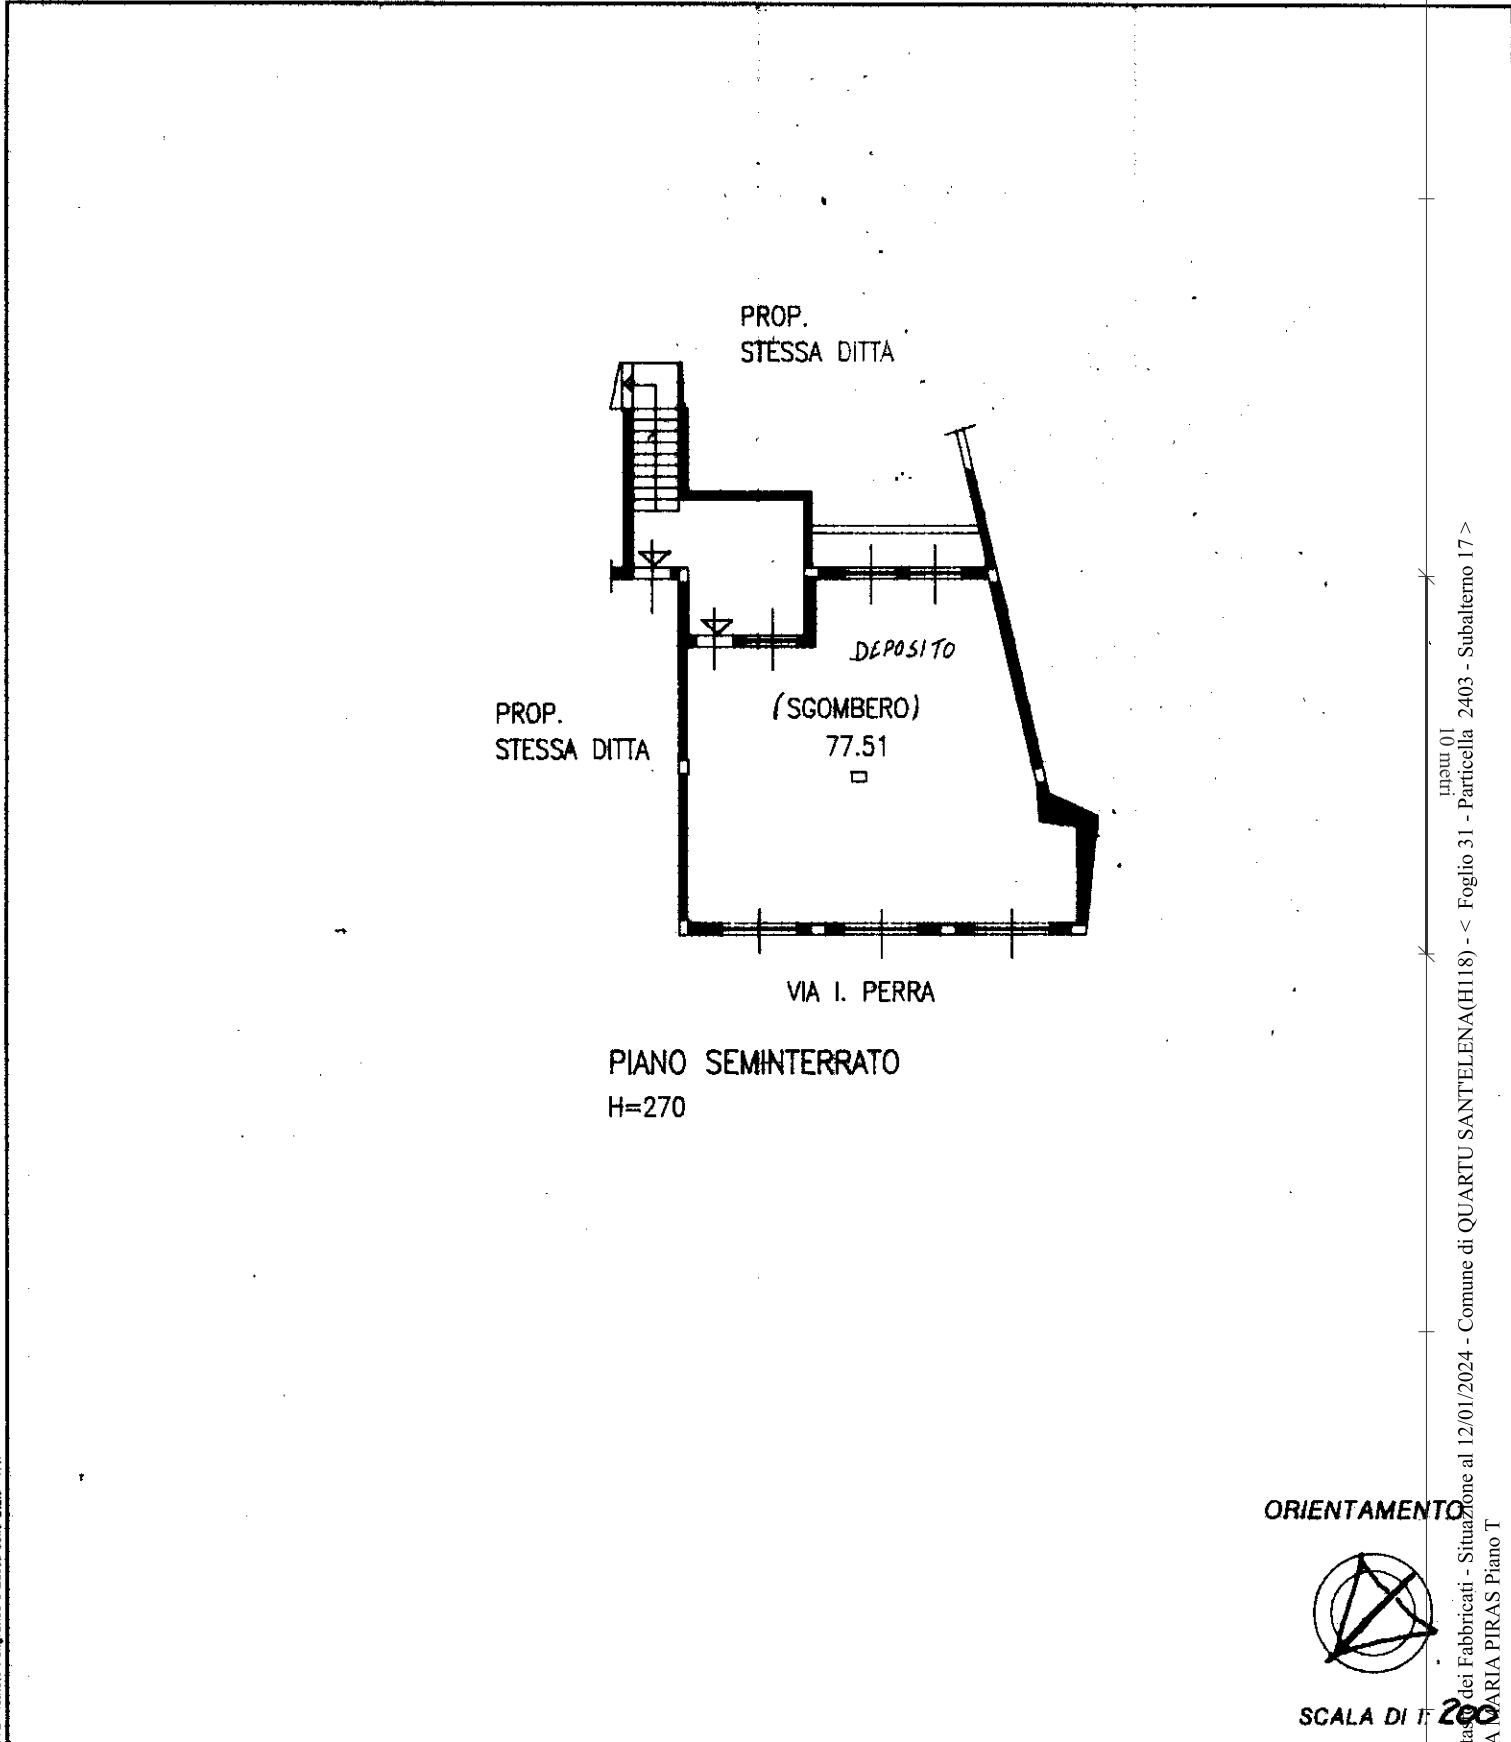 PROP.
STESSA DITTA
DEPOSITO
(SGOMBERO)
77.51
PROP.
STESSA DITTA
VIA I. PERRA
PIANO SEMINTERRATO
H=270
ORIENTAMENTO
SCALA DI 1: 200
10 metri
dei Fabbricati - Situazione al 12/01/2024 - Comune di QUARTU SANT'ELENA(H118) - < Foglio 31 - Particella 2403 - Subalterno 17 >
MARIA PIRAS Piano T